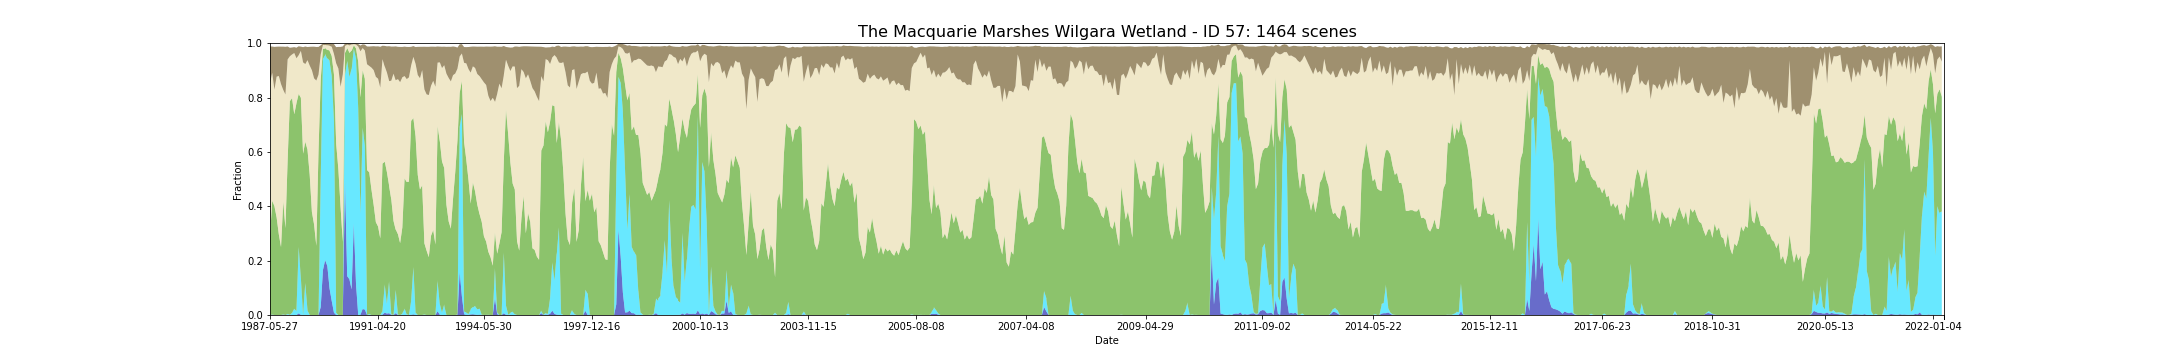 The Macquarie Marshes Wilgara Wetland - ID 57: 1464 scenes
1.0
0.8
0.6
0.4
0.2
0.0
Fraction
1987-05-27 1991-04-20 1994-05-30 1997-12-16 2000-10-13 2003-11-15 2005-08-08 2007-04-08 2009-04-29 2011-09-02 2014-05-22 2015-12-11 2017-06-23 2018-10-31 2020-05-13 2022-01-04
Date